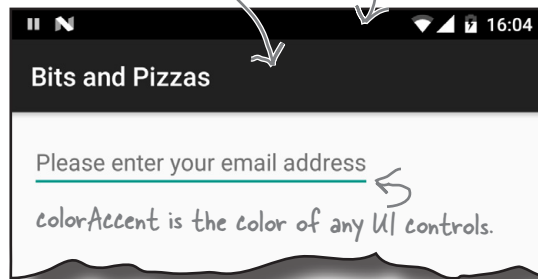 16:04
Bits and Pizzas
Please enter your email address
colorAccent is the color of any UI controls.